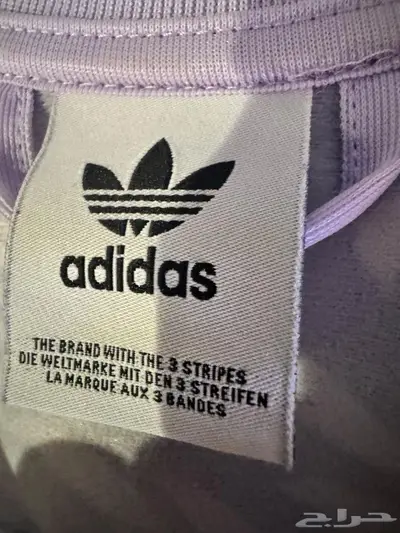 adidas
THE BRAND WITH THE 3 STRIPES
DIE WELTMARKE MIT DEN 3 STREIFEN
LA MARQUE AUX 3 BANDES
حراج